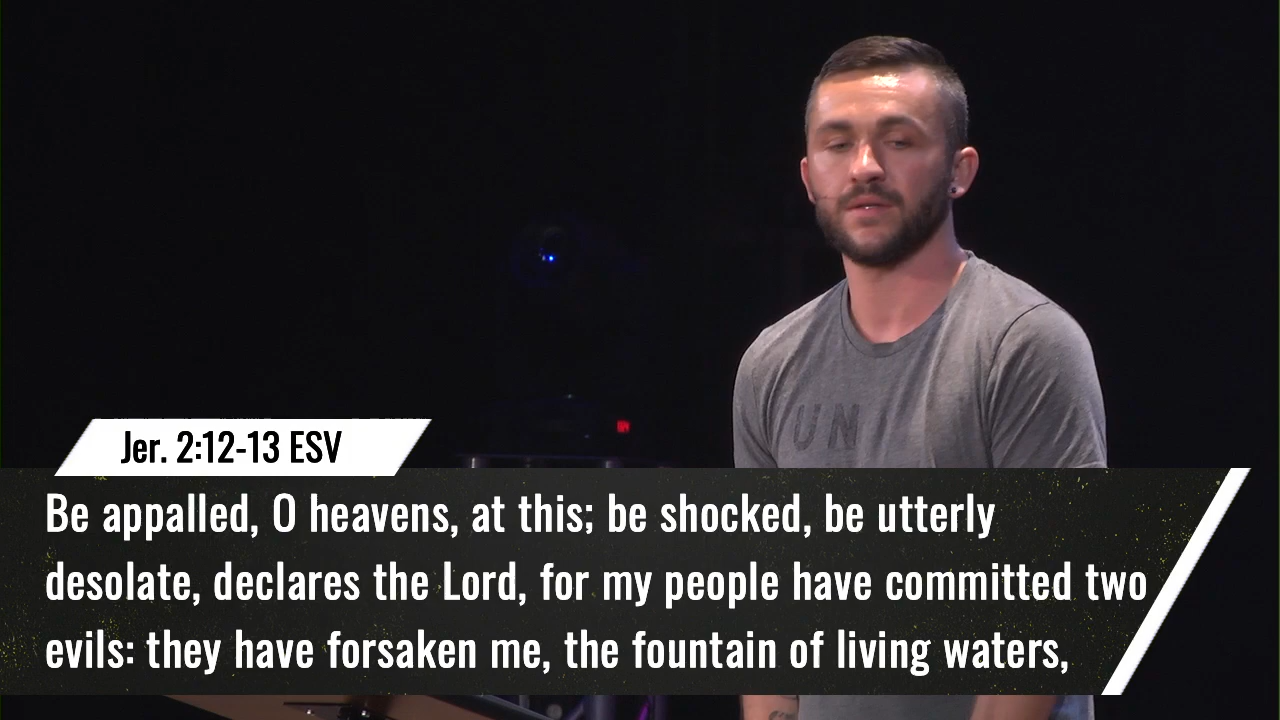 UN
Jer. 2:12-13 ESV
Be appalled, O heavens, at this; be shocked, be utterly
desolate, declares the Lord, for my people have committed two
evils: they have forsaken me, the fountain of living waters,